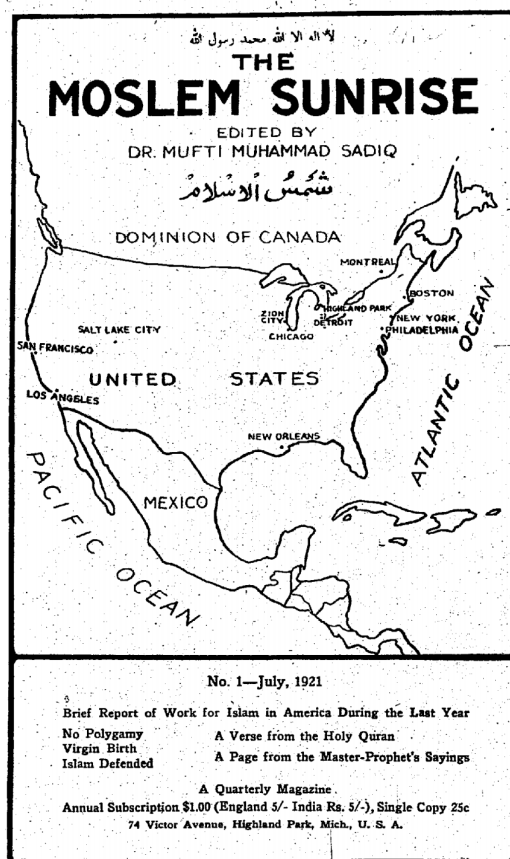 لا اله الا الله محمد رسول الله
THE
MOSLEM SUNRISE
EDITED BY
DR. MUFTI MUHAMMAD SADIQ
شمسُ الاسلام
DOMINION OF CANADA
MONTREAL
BOSTON
HIGHLAND PARK
ZION
CITY
NEW YORK
DETROIT
PHILADELPHIA
CHICAGO
SALT LAKE CITY
SAN FRANCISCO
UNITED STATES
LOS ANGELES
ATLANTIC OCEAN
NEW ORLEANS
MEXICO
PACIFIC OCEAN
No. 1—July, 1921
Brief Report of Work for Islam in America During the Last Year
No Polygamy
Virgin Birth
Islam Defended
A Verse from the Holy Quran
A Page from the Master-Prophet's Sayings
A Quarterly Magazine.
Annual Subscription $1.00 (England 5/- India Rs. 5/-), Single Copy 25c
74 Victor Avenue, Highland Park, Mich., U. S. A.